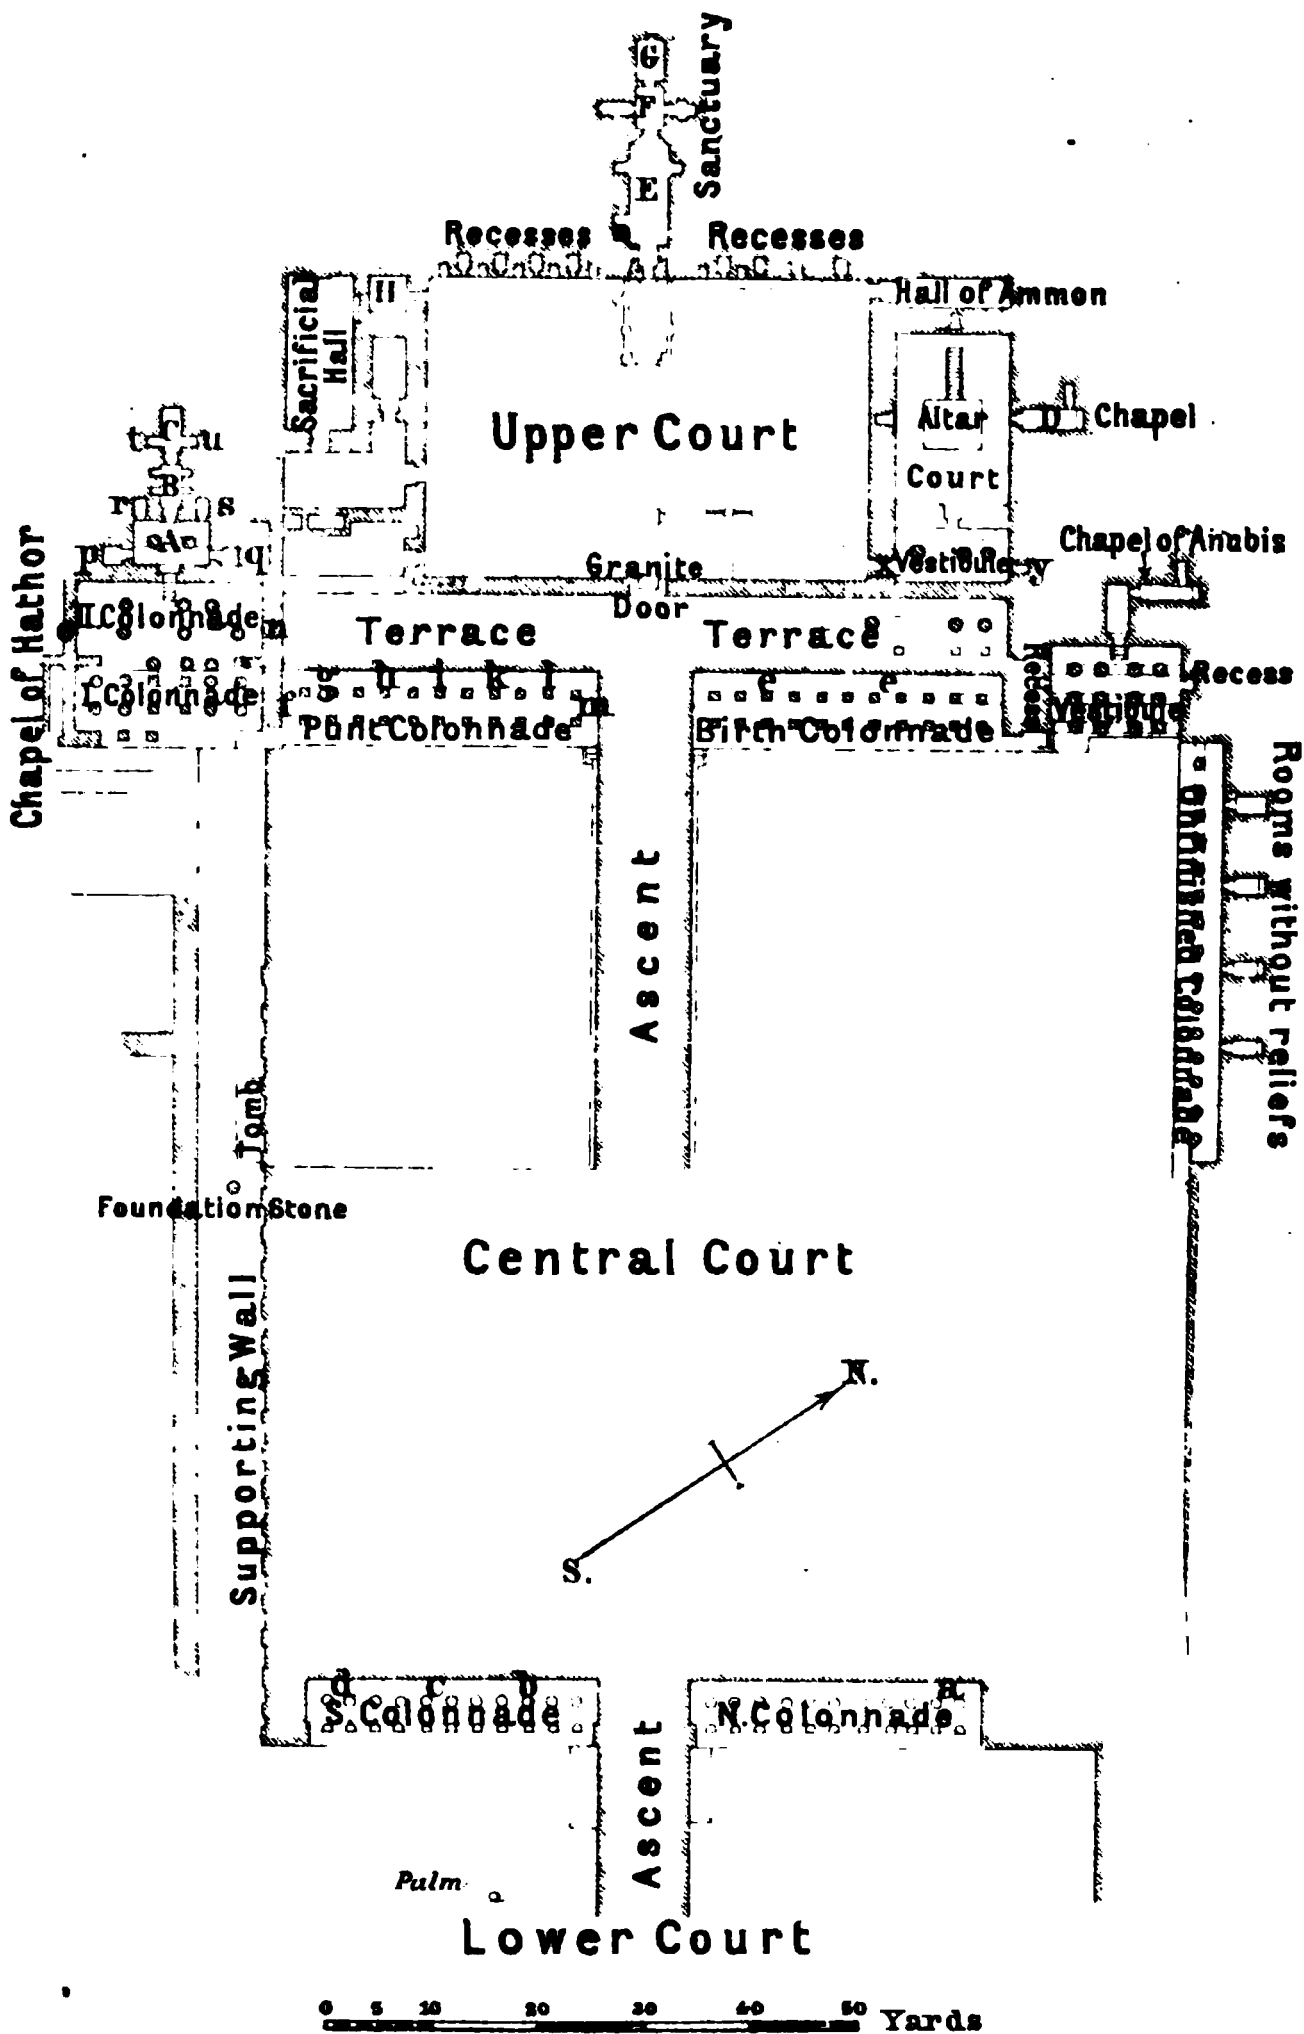 G
F
Sanctuary
E
Recesses
Recesses
Sacrificial Hall
H
Hall of Ammon
Upper Court
Altar
D Chapel
Court
t C u
B
r s
A
p q
Chapel of Hathor
Granite
Door
x Vestibule y
Chapel of Anubis
II. Colonnade
n
Terrace
Terrace
Recess
Recess
I. Colonnade
f g h i k l m
Punt Colonnade
e e
Birth Colonnade
Vestibule
Ascent
Unfinished Colonnade
Rooms without reliefs
Tomb
Foundation Stone
Central Court
Supporting Wall
N.
S.
d c b
S. Colonnade
a
N. Colonnade
Ascent
Palm
Lower Court
0 5 10 20 30 40 50 Yards